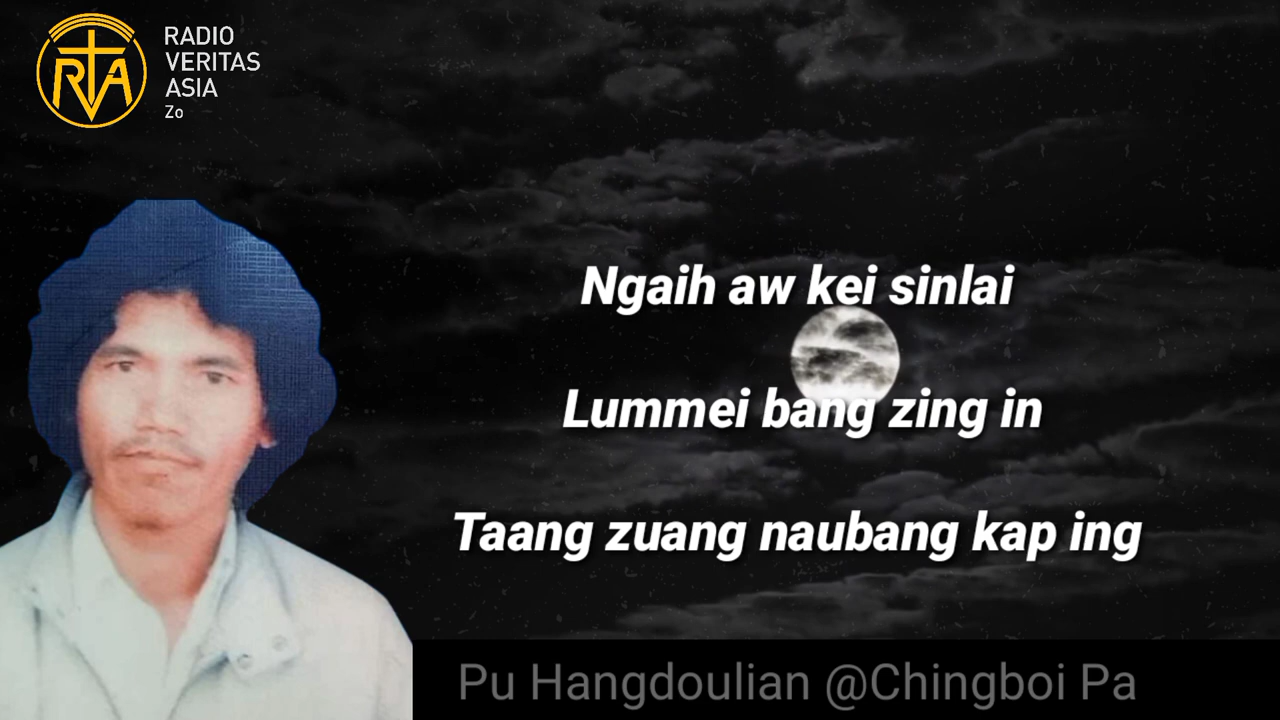 RTA
RADIO
VERITAS
ASIA
Zo
Ngaih aw kei sinlai
Lummei bang zing in
Taang zuang naubang kap ing
Pu Hangdoulian @Chingboi Pa